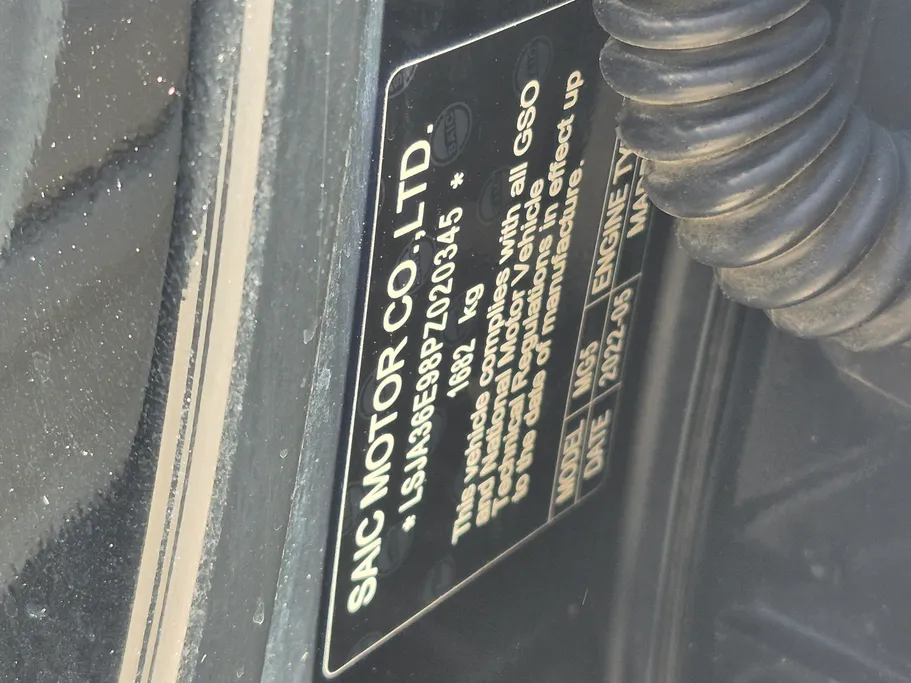 SAIC MOTOR CO.,LTD.
* LSJA36E98PZ020345 *
1682 kg
This vehicle complies with all GSO
and National Motor Vehicle
Technical Regulations in effect up
to the date of manufacture.
MODEL MG5 ENGINE
DATE 2022-05